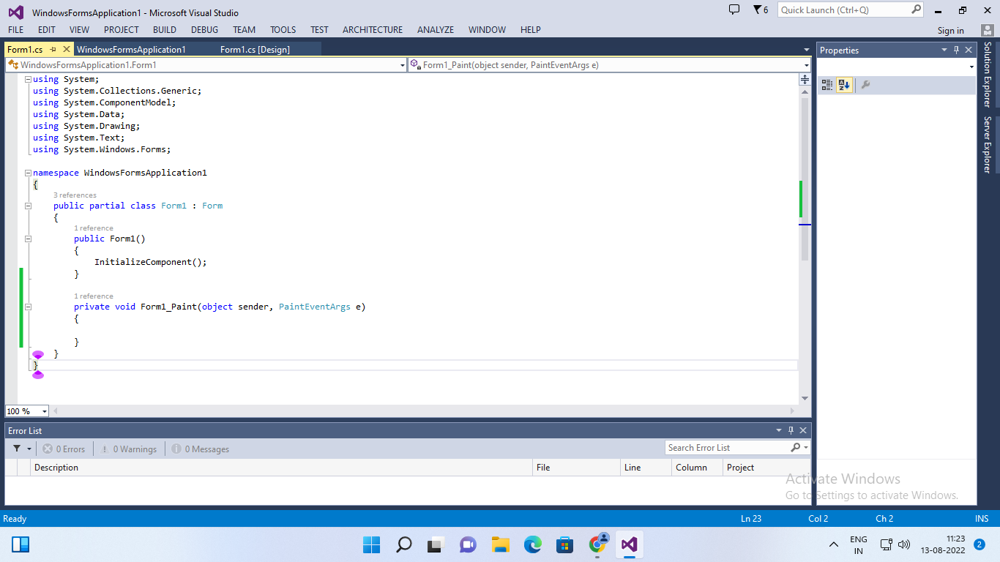 WindowsFormsApplication1 - Microsoft Visual Studio
6
Quick Launch (Ctrl+Q)
FILE EDIT VIEW PROJECT BUILD DEBUG TEAM TOOLS TEST ARCHITECTURE ANALYZE WINDOW HELP
Sign in
Form1.cs WindowsFormsApplication1 Form1.cs [Design]
WindowsFormsApplication1.Form1 Form1_Paint(object sender, PaintEventArgs e)
using System;
using System.Collections.Generic;
using System.ComponentModel;
using System.Data;
using System.Drawing;
using System.Text;
using System.Windows.Forms;
namespace WindowsFormsApplication1
{
3 references
public partial class Form1 : Form
{
1 reference
public Form1()
{
InitializeComponent();
}
1 reference
private void Form1_Paint(object sender, PaintEventArgs e)
{
}
}
}
100 %
Properties
Solution Explorer
Server Explorer
Error List
0 Errors 0 Warnings 0 Messages
Search Error List
Description File Line Column Project
Activate Windows
Go to Settings to activate Windows.
Ready Ln 23 Col 2 Ch 2 INS
ENG
IN
11:23
13-08-2022
2